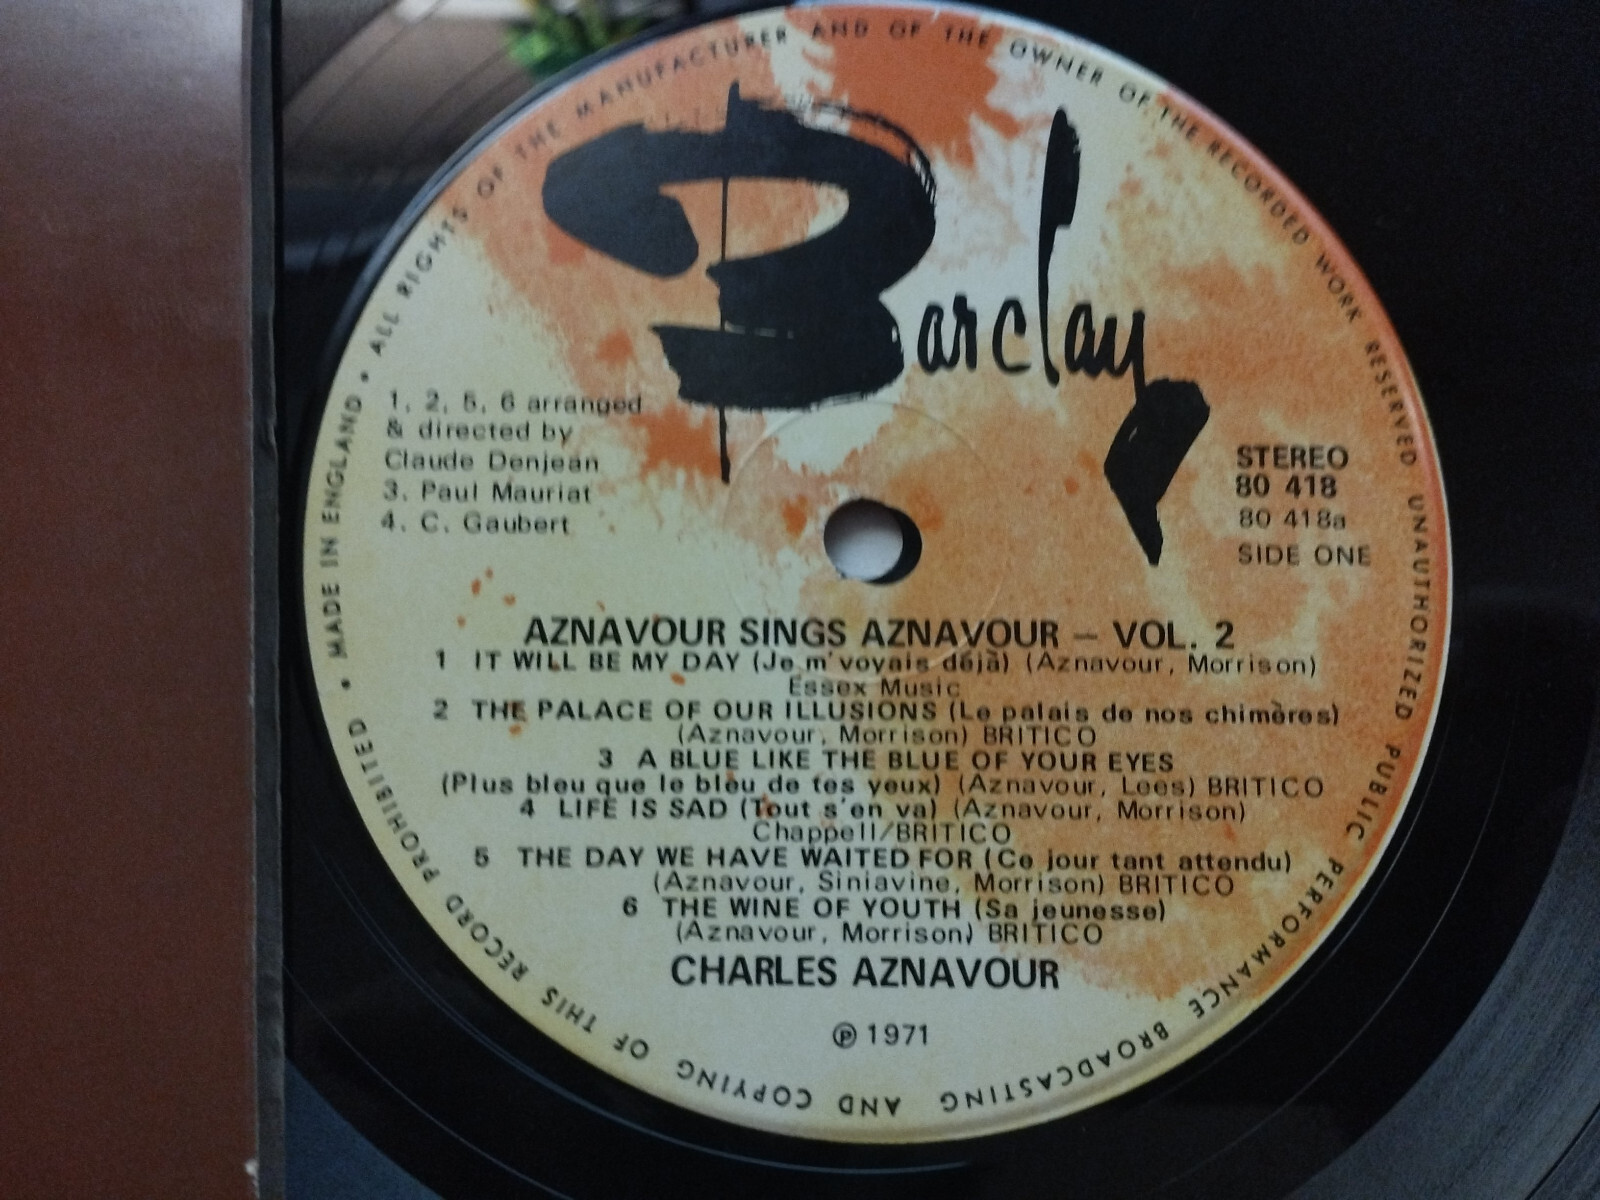 MADE IN ENGLAND • ALL RIGHTS OF THE MANUFACTURER AND OF THE OWNER OF THE RECORDED WORK RESERVED UNAUTHORIZED PUBLIC PERFORMANCE BROADCASTING AND COPYING OF THIS RECORD PROHIBITED •
Barclay
1, 2, 5, 6 arranged
& directed by
Claude Denjean
3. Paul Mauriat
4. C. Gaubert
STEREO
80 418
80 418a
SIDE ONE
AZNAVOUR SINGS AZNAVOUR – VOL. 2
1 IT WILL BE MY DAY (Je m'voyais déjà) (Aznavour, Morrison)
Essex Music
2 THE PALACE OF OUR ILLUSIONS (Le palais de nos chimères)
(Aznavour, Morrison) BRITICO
3 A BLUE LIKE THE BLUE OF YOUR EYES
(Plus bleu que le bleu de tes yeux) (Aznavour, Lees) BRITICO
4 LIFE IS SAD (Tout s'en va) (Aznavour, Morrison)
Chappell/BRITICO
5 THE DAY WE HAVE WAITED FOR (Ce jour tant attendu)
(Aznavour, Siniavine, Morrison) BRITICO
6 THE WINE OF YOUTH (Sa jeunesse)
(Aznavour, Morrison) BRITICO
CHARLES AZNAVOUR
℗ 1971